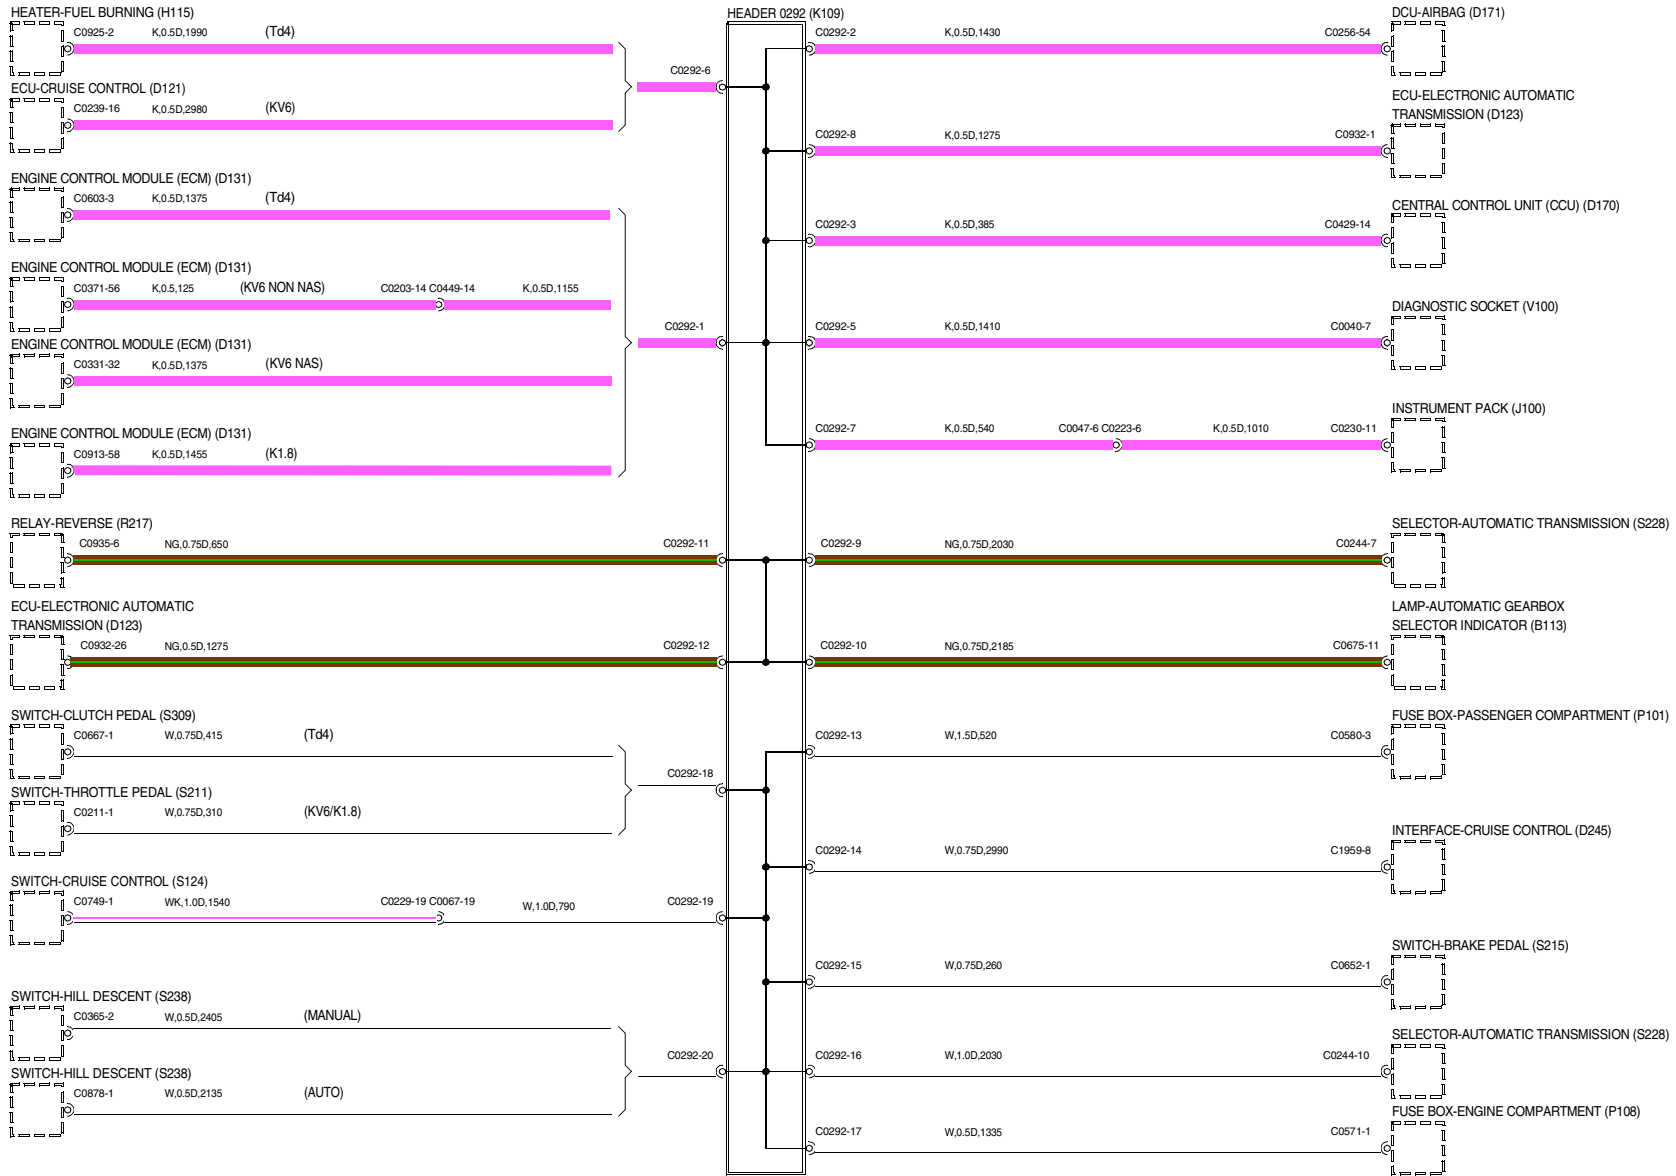 HEATER-FUEL BURNING (H115)
C0925-2 K,0.5D,1990 (Td4)
ECU-CRUISE CONTROL (D121)
C0239-16 K,0.5D,2980 (KV6)
C0292-6
ENGINE CONTROL MODULE (ECM) (D131)
C0603-3 K,0.5D,1375 (Td4)
ENGINE CONTROL MODULE (ECM) (D131)
C0371-56 K,0.5,125 (KV6 NON NAS) C0203-14 C0449-14 K,0.5D,1155
ENGINE CONTROL MODULE (ECM) (D131)
C0331-32 K,0.5D,1375 (KV6 NAS)
C0292-1
ENGINE CONTROL MODULE (ECM) (D131)
C0913-58 K,0.5D,1455 (K1.8)
RELAY-REVERSE (R217)
C0935-6 NG,0.75D,650 C0292-11
ECU-ELECTRONIC AUTOMATIC
TRANSMISSION (D123)
C0932-26 NG,0.5D,1275 C0292-12
SWITCH-CLUTCH PEDAL (S309)
C0667-1 W,0.75D,415 (Td4)
C0292-18
SWITCH-THROTTLE PEDAL (S211)
C0211-1 W,0.75D,310 (KV6/K1.8)
SWITCH-CRUISE CONTROL (S124)
C0749-1 WK,1.0D,1540 C0229-19 C0067-19 W,1.0D,790 C0292-19
SWITCH-HILL DESCENT (S238)
C0365-2 W,0.5D,2405 (MANUAL)
C0292-20
SWITCH-HILL DESCENT (S238)
C0878-1 W,0.5D,2135 (AUTO)
HEADER 0292 (K109)
DCU-AIRBAG (D171)
C0292-2 K,0.5D,1430 C0256-54
ECU-ELECTRONIC AUTOMATIC
TRANSMISSION (D123)
C0292-8 K,0.5D,1275 C0932-1
CENTRAL CONTROL UNIT (CCU) (D170)
C0292-3 K,0.5D,385 C0429-14
DIAGNOSTIC SOCKET (V100)
C0292-5 K,0.5D,1410 C0040-7
INSTRUMENT PACK (J100)
C0292-7 K,0.5D,540 C0047-6 C0223-6 K,0.5D,1010 C0230-11
SELECTOR-AUTOMATIC TRANSMISSION (S228)
C0292-9 NG,0.75D,2030 C0244-7
LAMP-AUTOMATIC GEARBOX
SELECTOR INDICATOR (B113)
C0292-10 NG,0.75D,2185 C0675-11
FUSE BOX-PASSENGER COMPARTMENT (P101)
C0292-13 W,1.5D,520 C0580-3
INTERFACE-CRUISE CONTROL (D245)
C0292-14 W,0.75D,2990 C1959-8
SWITCH-BRAKE PEDAL (S215)
C0292-15 W,0.75D,260 C0652-1
SELECTOR-AUTOMATIC TRANSMISSION (S228)
C0292-16 W,1.0D,2030 C0244-10
FUSE BOX-ENGINE COMPARTMENT (P108)
C0292-17 W,0.5D,1335 C0571-1